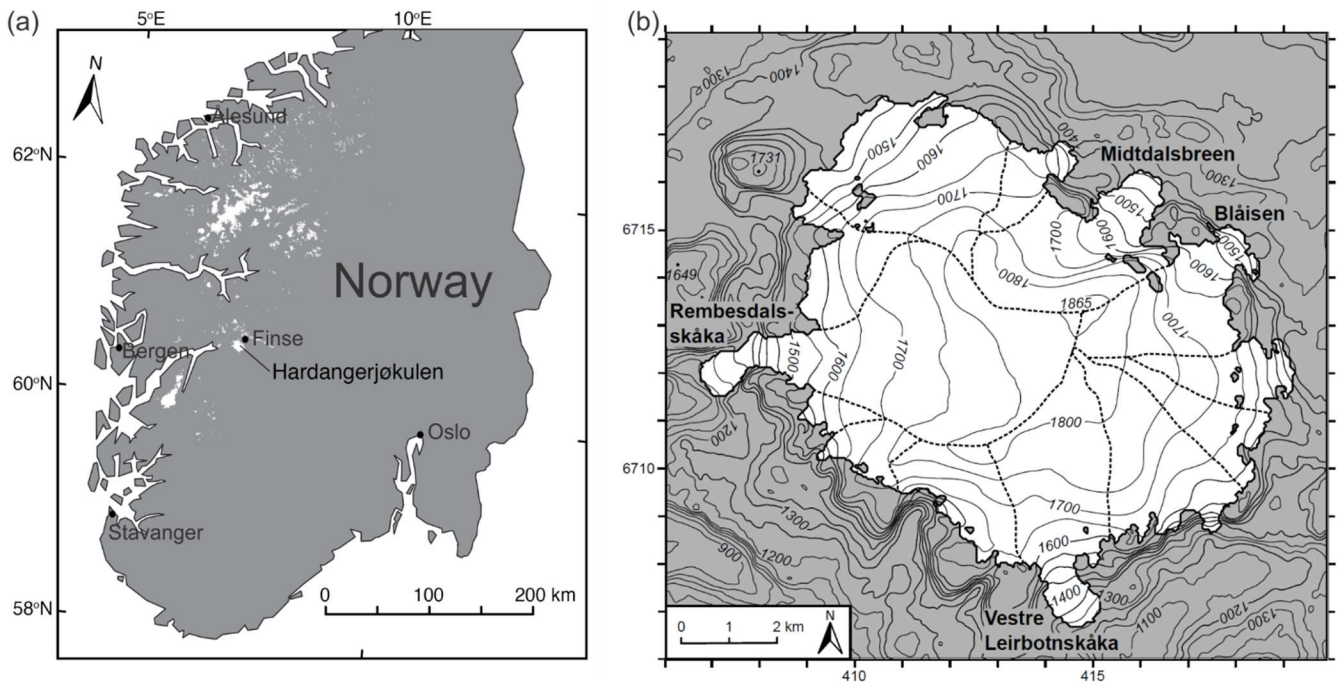 (a)
5°E
10°E
N
Ålesund
62°N
Norway
Finse
Bergen
Hardangerjøkulen
60°N
Oslo
Stavanger
0 100 200 km
58°N
(b)
1300
1400
400
1731
1500
1600
1700
Midtdalsbreen
1300
1500
Blåisen
6715
1700
1600
1500
1600
1649
1800
1865
Rembesdals-
skåka
1700
1500
1600
1700
1200
1800
6710
1700
1300
1600
900
1200
1400
1300
1100
1200
1300
Vestre
Leirbotnskåka
0 1 2 km
N
410
415